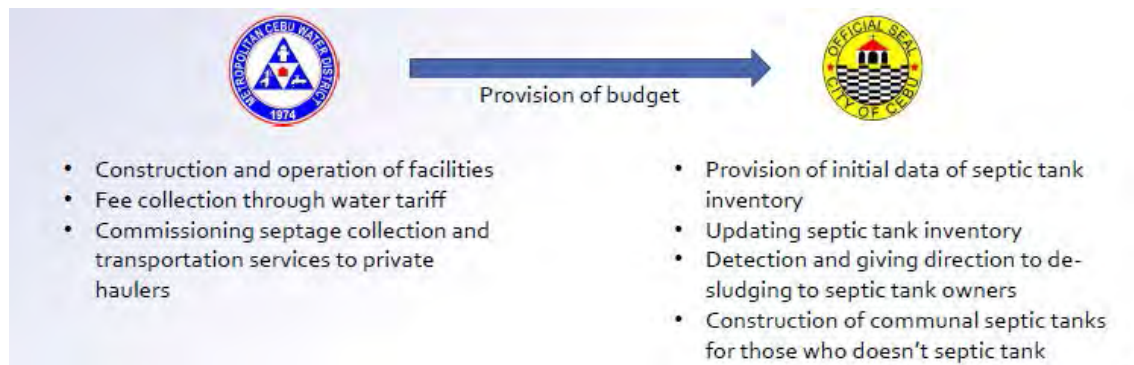 METROPOLITAN CEBU WATER DISTRICT
1974
Provision of budget
OFFICIAL SEAL
CITY OF CEBU
• Construction and operation of facilities
• Fee collection through water tariff
• Commissioning septage collection and
transportation services to private
haulers
• Provision of initial data of septic tank
inventory
• Updating septic tank inventory
• Detection and giving direction to de-
sludging to septic tank owners
• Construction of communal septic tanks
for those who doesn't septic tank